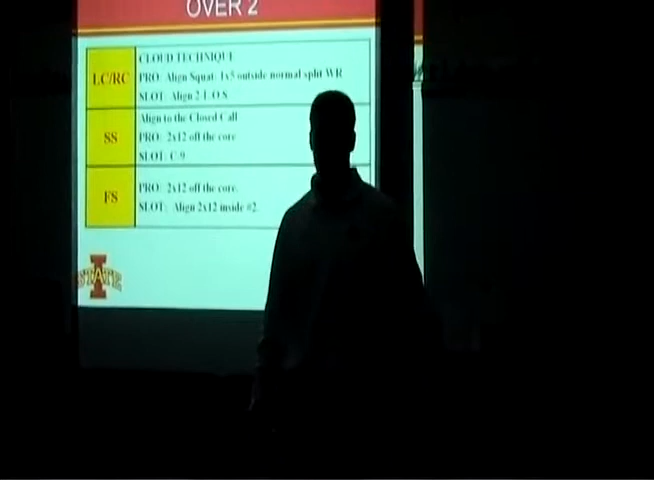 OVER 2
LC/RC
CLOUD TECHNIQUE
PRO: Align Squat: 1x5 outside normal split WR
SLOT: Align 2 L.O.S
SS
Align to the Closed Call
PRO: 2x12 off the core
SLOT: C-9
FS
PRO: 2x12 off the core.
SLOT: Align 2x12 inside #2.
I
STATE